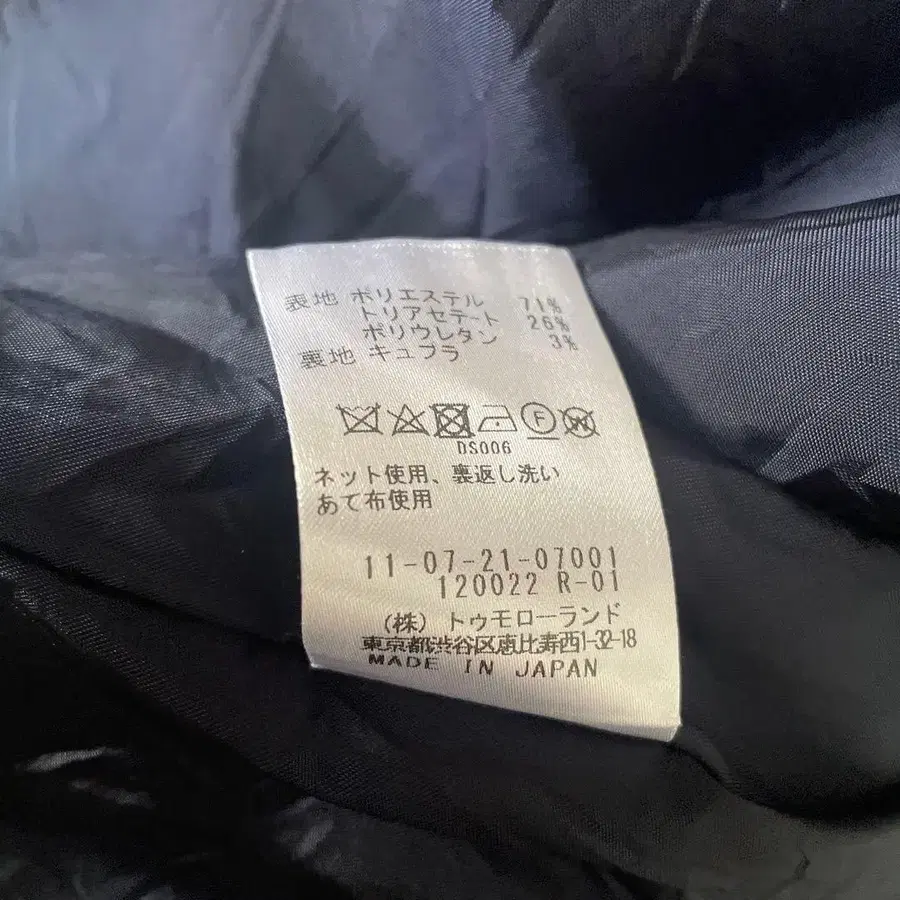 表地 ポリエステル 71%
トリアセテート 26%
ポリウレタン 3%
裏地 キュプラ
DS006
ネット使用、裏返し洗い
あて布使用
11-07-21-07001
120022 R-01
(株) トゥモローランド
東京都渋谷区恵比寿西1-32-18
MADE IN JAPAN